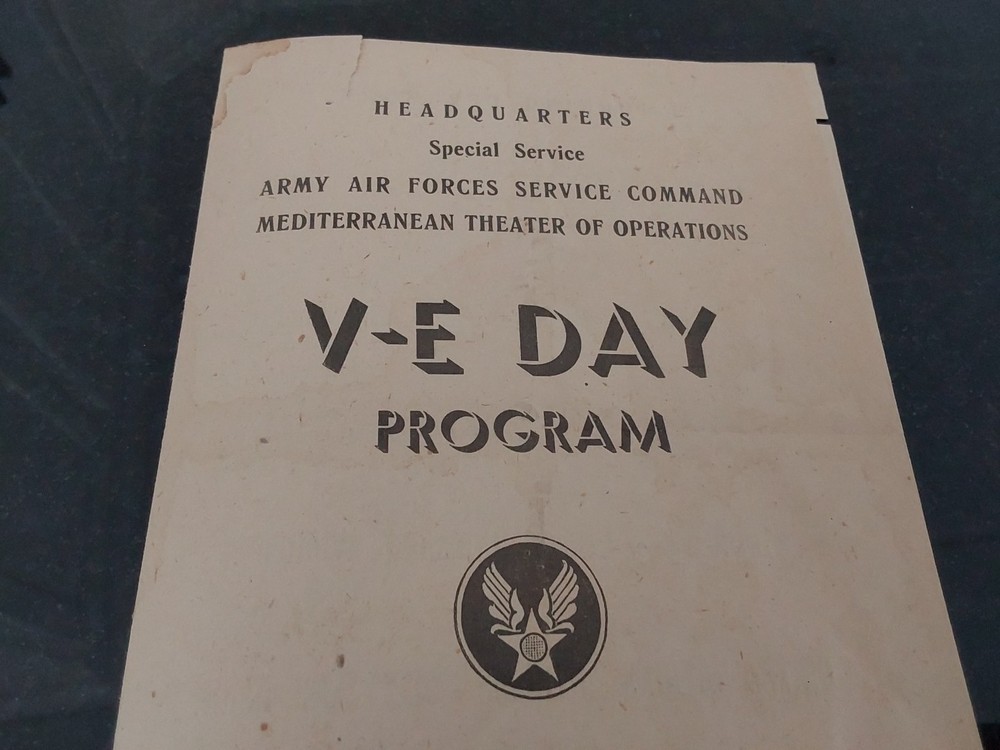 HEADQUARTERS
Special Service
ARMY AIR FORCES SERVICE COMMAND
MEDITERRANEAN THEATER OF OPERATIONS
V-E DAY
PROGRAM